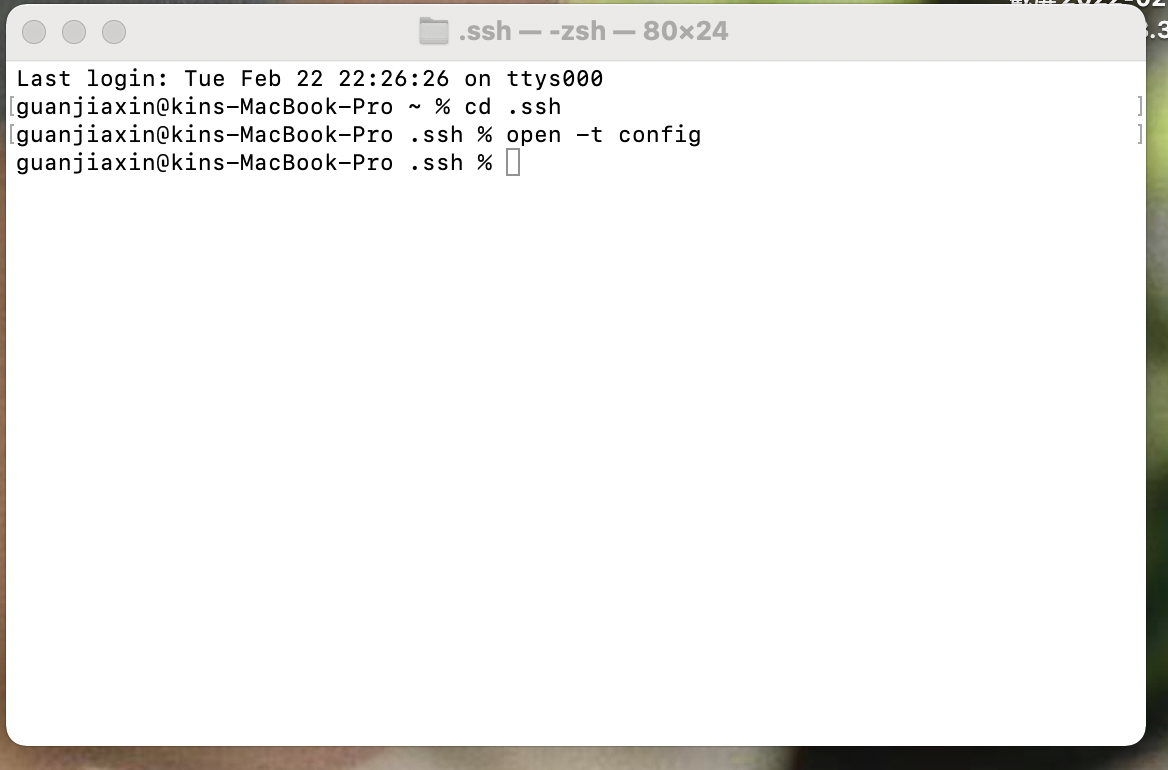 .ssh — -zsh — 80×24
Last login: Tue Feb 22 22:26:26 on ttys000
[guanjiaxin@kins-MacBook-Pro ~ % cd .ssh ]
[guanjiaxin@kins-MacBook-Pro .ssh % open -t config ]
guanjiaxin@kins-MacBook-Pro .ssh %